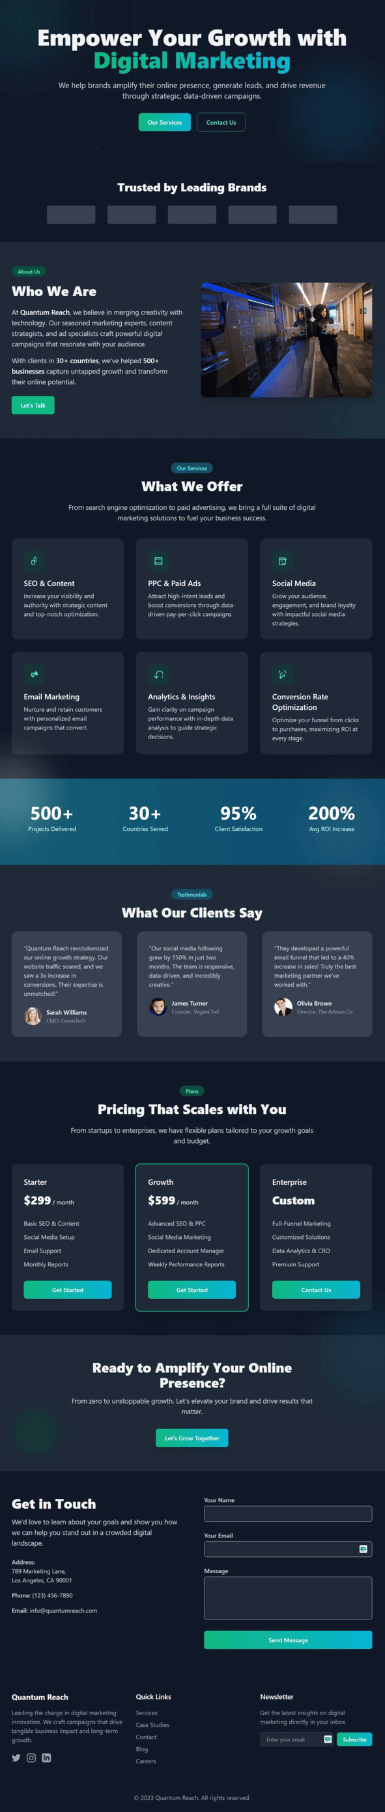 Empower Your Growth with
Digital Marketing
We help brands amplify their online presence, generate leads, and drive revenue
through strategic, data-driven campaigns.
Our Services
Contact Us
Trusted by Leading Brands
About Us
Who We Are
At Quantum Reach, we believe in merging creativity with
technology. Our seasoned marketing experts, content
strategists, and ad specialists craft powerful digital
campaigns that resonate with your audience.
With clients in 30+ countries, we've helped 500+
businesses capture untapped growth and transform
their online potential.
Let's Talk
Our Services
What We Offer
From search engine optimization to paid advertising, we bring a full suite of digital
marketing solutions to fuel your business success.
SEO & Content
Increase your visibility and
authority with strategic content
and top-notch optimization.
PPC & Paid Ads
Attract high-intent leads and
boost conversions through data-
driven pay-per-click campaigns.
Social Media
Grow your audience,
engagement, and brand loyalty
with impactful social media
strategies.
Email Marketing
Nurture and retain customers
with personalized email
campaigns that convert.
Analytics & Insights
Gain clarity on campaign
performance with in-depth data
analysis to guide strategic
decisions.
Conversion Rate
Optimization
Optimize your funnel from clicks
to purchases, maximizing ROI at
every stage.
500+
Projects Delivered
30+
Countries Served
95%
Client Satisfaction
200%
Avg ROI Increase
Testimonials
What Our Clients Say
"Quantum Reach revolutionized
our online growth strategy. Our
website traffic soared, and we
saw a 3x increase in
conversions. Their expertise is
unmatched!"
Sarah Williams
CMO, GreenTech
"Our social media following
grew by 150% in just two
months. The team is responsive,
data-driven, and incredibly
creative."
James Turner
Founder, VeganChef
"They developed a powerful
email funnel that led to a 40%
increase in sales! Truly the best
marketing partner we've
worked with."
Olivia Brown
Director, The Artisan Co.
Plans
Pricing That Scales with You
From startups to enterprises, we have flexible plans tailored to your growth goals
and budget.
Starter
$299 / month
Basic SEO & Content
Social Media Setup
Email Support
Monthly Reports
Get Started
Growth
$599 / month
Advanced SEO & PPC
Social Media Marketing
Dedicated Account Manager
Weekly Performance Reports
Get Started
Enterprise
Custom
Full-Funnel Marketing
Customized Solutions
Data Analytics & CRO
Premium Support
Contact Us
Ready to Amplify Your Online
Presence?
From zero to unstoppable growth. Let's elevate your brand and drive results that
matter.
Let's Grow Together
Get in Touch
We'd love to learn about your goals and show you how
we can help you stand out in a crowded digital
landscape.
Address:
789 Marketing Lane,
Los Angeles, CA 90001
Phone: (123) 456-7890
Email: info@quantumreach.com
Your Name
Your Email
Message
Send Message
Quantum Reach
Leading the charge in digital marketing
innovation. We craft campaigns that drive
tangible business impact and long-term
growth.
Quick Links
Services
Case Studies
Contact
Blog
Careers
Newsletter
Get the latest insights on digital
marketing directly in your inbox.
Enter your email
Subscribe
© 2023 Quantum Reach. All rights reserved.